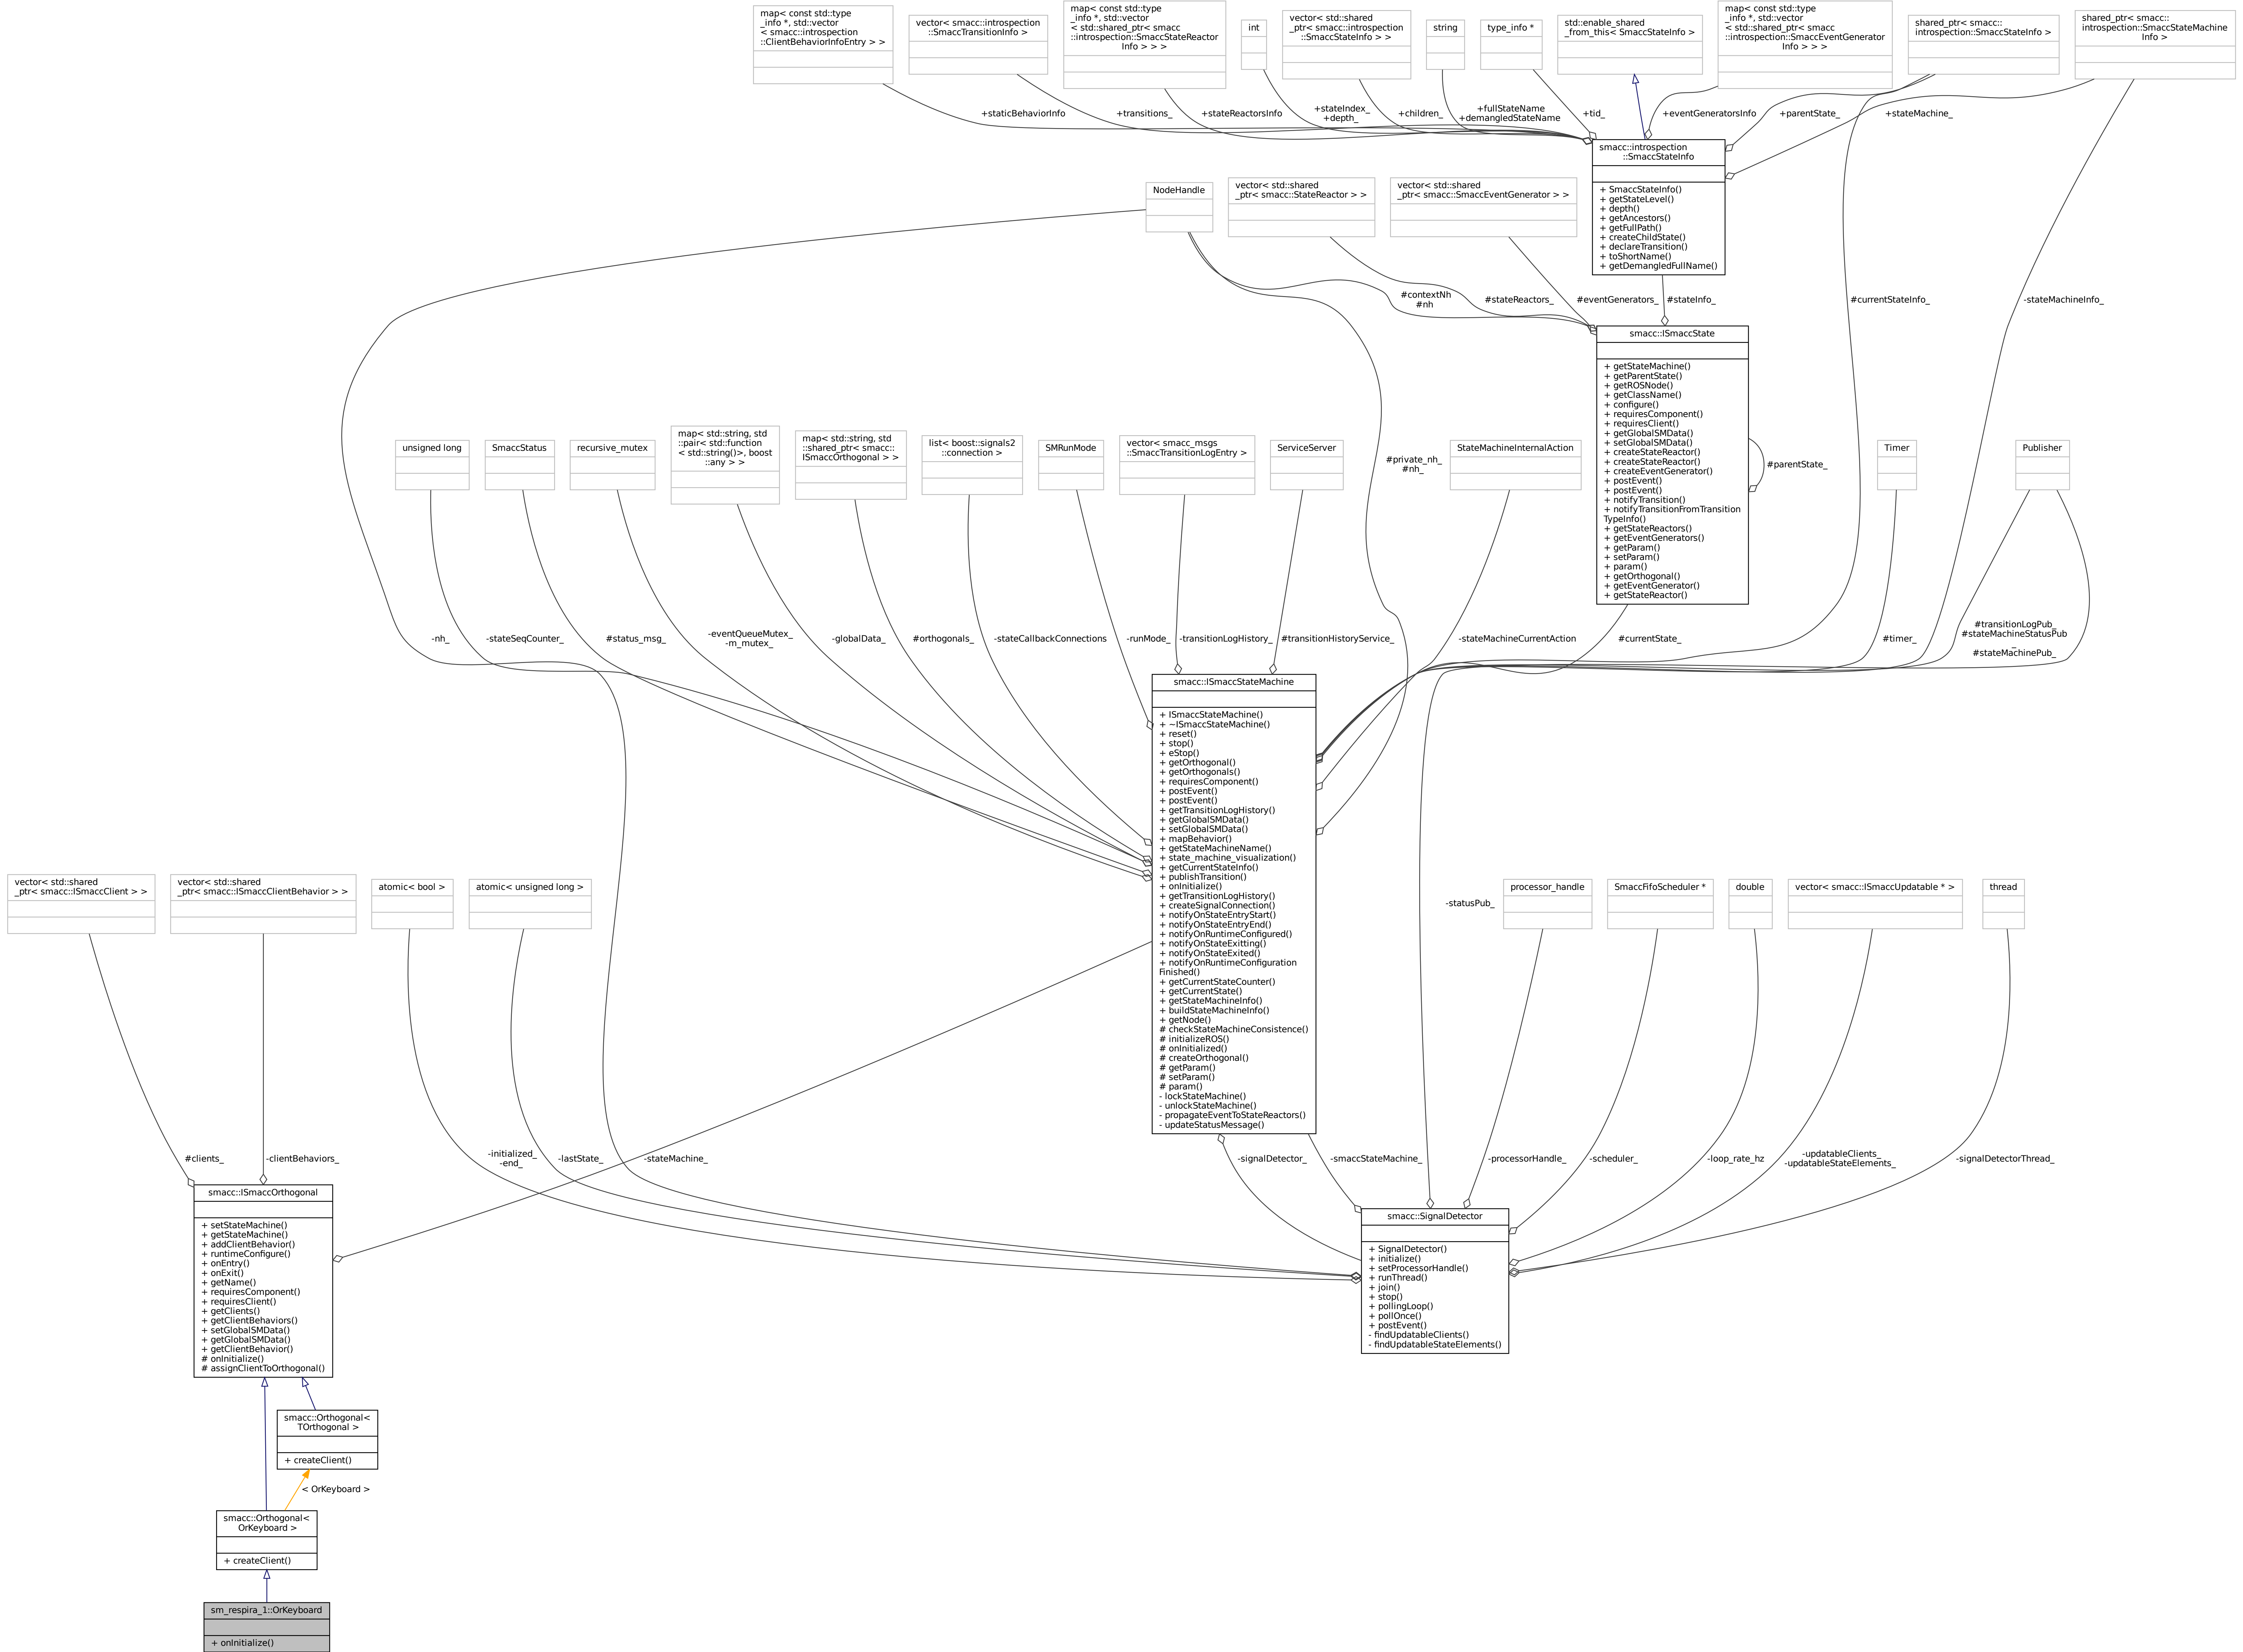 map< const std::type
_info *, std::vector
< smacc::introspection
::ClientBehaviorInfoEntry > >
vector< smacc::introspection
::SmaccTransitionInfo >
map< const std::type
_info *, std::vector
< std::shared_ptr< smacc
::introspection::SmaccStateReactor
Info > > >
int
vector< std::shared
_ptr< smacc::introspection
::SmaccStateInfo > >
string
type_info *
std::enable_shared
_from_this< SmaccStateInfo >
map< const std::type
_info *, std::vector
< std::shared_ptr< smacc
::introspection::SmaccEventGenerator
Info > > >
shared_ptr< smacc::
introspection::SmaccStateInfo >
shared_ptr< smacc::
introspection::SmaccStateMachine
Info >
+staticBehaviorInfo
+transitions_
+stateReactorsInfo
+stateIndex_
+depth_
+children_
+fullStateName
+demangledStateName
+tid_
+eventGeneratorsInfo
+parentState_
+stateMachine_
smacc::introspection
::SmaccStateInfo
+ SmaccStateInfo()
+ getStateLevel()
+ depth()
+ getAncestors()
+ getFullPath()
+ createChildState()
+ declareTransition()
+ toShortName()
+ getDemangledFullName()
NodeHandle
vector< std::shared
_ptr< smacc::StateReactor > >
vector< std::shared
_ptr< smacc::SmaccEventGenerator > >
#contextNh
#nh
#stateReactors_
#eventGenerators_
#stateInfo_
#currentStateInfo_
-stateMachineInfo_
smacc::ISmaccState
+ getStateMachine()
+ getParentState()
+ getROSNode()
+ getClassName()
+ configure()
+ requiresComponent()
+ requiresClient()
+ getGlobalSMData()
+ setGlobalSMData()
+ createStateReactor()
+ createStateReactor()
+ createEventGenerator()
+ postEvent()
+ postEvent()
+ notifyTransition()
+ notifyTransitionFromTransition
TypeInfo()
+ getStateReactors()
+ getEventGenerators()
+ getParam()
+ setParam()
+ param()
+ getOrthogonal()
+ getEventGenerator()
+ getStateReactor()
#parentState_
unsigned long
SmaccStatus
recursive_mutex
map< std::string, std
::pair< std::function
< std::string()>, boost
::any > >
map< std::string, std
::shared_ptr< smacc::
ISmaccOrthogonal > >
list< boost::signals2
::connection >
SMRunMode
vector< smacc_msgs
::SmaccTransitionLogEntry >
ServiceServer
#private_nh_
#nh_
StateMachineInternalAction
Timer
Publisher
-nh_
-stateSeqCounter_
#status_msg_
-eventQueueMutex_
-m_mutex_
-globalData_
#orthogonals_
-stateCallbackConnections
-runMode_
-transitionLogHistory_
#transitionHistoryService_
-stateMachineCurrentAction
#currentState_
#timer_
#transitionLogPub_
#stateMachineStatusPub
_
#stateMachinePub_
smacc::ISmaccStateMachine
+ ISmaccStateMachine()
+ ~ISmaccStateMachine()
+ reset()
+ stop()
+ eStop()
+ getOrthogonal()
+ getOrthogonals()
+ requiresComponent()
+ postEvent()
+ postEvent()
+ getTransitionLogHistory()
+ getGlobalSMData()
+ setGlobalSMData()
+ mapBehavior()
+ getStateMachineName()
+ state_machine_visualization()
+ getCurrentStateInfo()
+ publishTransition()
+ onInitialize()
+ getTransitionLogHistory()
+ createSignalConnection()
+ notifyOnStateEntryStart()
+ notifyOnStateEntryEnd()
+ notifyOnRuntimeConfigured()
+ notifyOnStateExitting()
+ notifyOnStateExited()
+ notifyOnRuntimeConfiguration
Finished()
+ getCurrentStateCounter()
+ getCurrentState()
+ getStateMachineInfo()
+ buildStateMachineInfo()
+ getNode()
# checkStateMachineConsistence()
# initializeROS()
# onInitialized()
# createOrthogonal()
# getParam()
# setParam()
# param()
- lockStateMachine()
- unlockStateMachine()
- propagateEventToStateReactors()
- updateStatusMessage()
vector< std::shared
_ptr< smacc::ISmaccClient > >
vector< std::shared
_ptr< smacc::ISmaccClientBehavior > >
atomic< bool >
atomic< unsigned long >
-statusPub_
processor_handle
SmaccFifoScheduler *
double
vector< smacc::ISmaccUpdatable * >
thread
#clients_
-clientBehaviors_
-initialized_
-end_
-lastState_
-stateMachine_
-signalDetector_
-smaccStateMachine_
-processorHandle_
-scheduler_
-loop_rate_hz
-updatableClients_
-updatableStateElements_
-signalDetectorThread_
smacc::ISmaccOrthogonal
+ setStateMachine()
+ getStateMachine()
+ addClientBehavior()
+ runtimeConfigure()
+ onEntry()
+ onExit()
+ getName()
+ requiresComponent()
+ requiresClient()
+ getClients()
+ getClientBehaviors()
+ setGlobalSMData()
+ getGlobalSMData()
+ getClientBehavior()
# onInitialize()
# assignClientToOrthogonal()
smacc::SignalDetector
+ SignalDetector()
+ initialize()
+ setProcessorHandle()
+ runThread()
+ join()
+ stop()
+ pollingLoop()
+ pollOnce()
+ postEvent()
- findUpdatableClients()
- findUpdatableStateElements()
smacc::Orthogonal<
TOrthogonal >
+ createClient()
< OrKeyboard >
smacc::Orthogonal<
OrKeyboard >
+ createClient()
sm_respira_1::OrKeyboard
+ onInitialize()